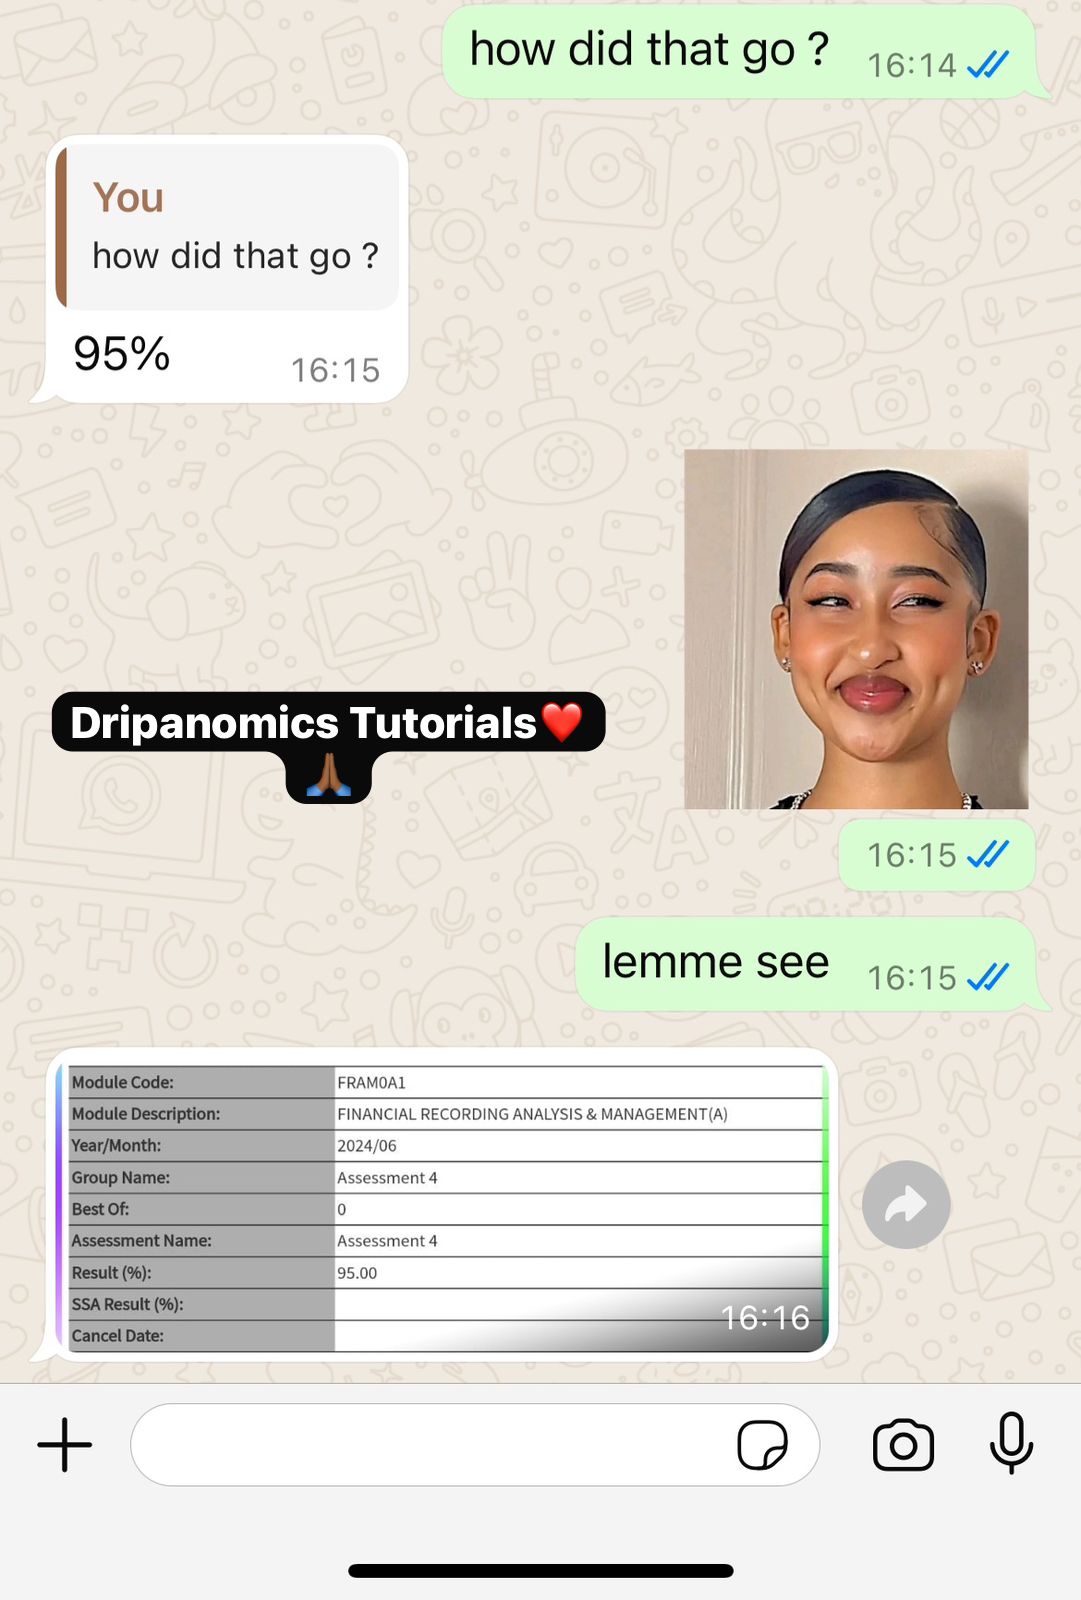 how did that go ?
16:14
You
how did that go ?
95%
16:15
Dripanomics Tutorials❤️
🙏🏾
16:15
lemme see
16:15
Module Code: FRAM0A1
Module Description: FINANCIAL RECORDING ANALYSIS & MANAGEMENT(A)
Year/Month: 2024/06
Group Name: Assessment 4
Best Of: 0
Assessment Name: Assessment 4
Result (%): 95.00
SSA Result (%):
16:16
Cancel Date: